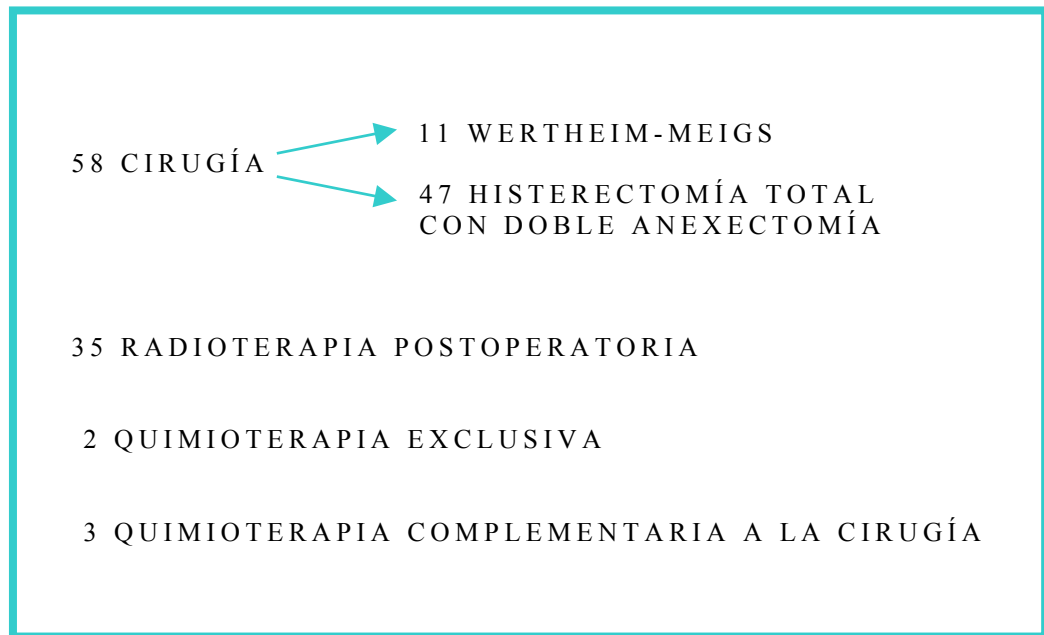 58 CIRUGÍA
11 WERTHEIM-MEIGS
47 HISTERECTOMÍA TOTAL
CON DOBLE ANEXECTOMÍA
35 RADIOTERAPIA POSTOPERATORIA
2 QUIMIOTERAPIA EXCLUSIVA
3 QUIMIOTERAPIA COMPLEMENTARIA A LA CIRUGÍA